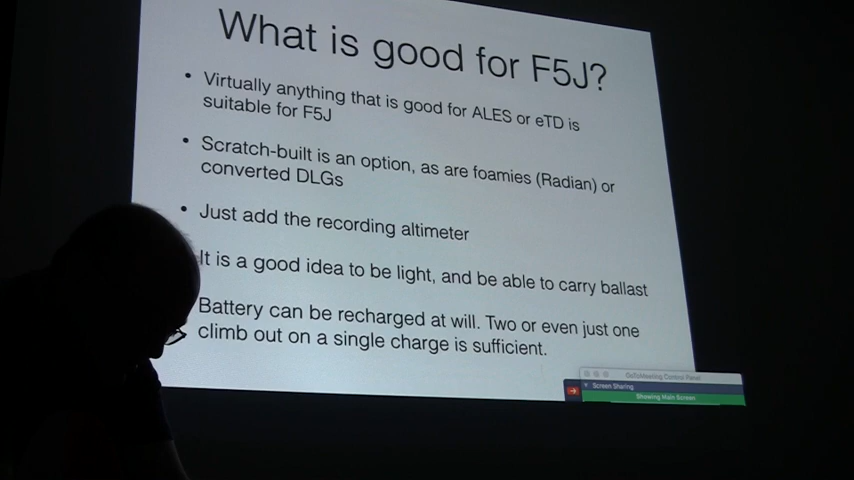 What is good for F5J?
• Virtually anything that is good for ALES or eTD is
suitable for F5J
• Scratch-built is an option, as are foamies (Radian) or
converted DLGs
• Just add the recording altimeter
It is a good idea to be light, and be able to carry ballast
Battery can be recharged at will. Two or even just one
climb out on a single charge is sufficient.
GoToMeeting Control Panel
Screen Sharing
Showing Main Screen